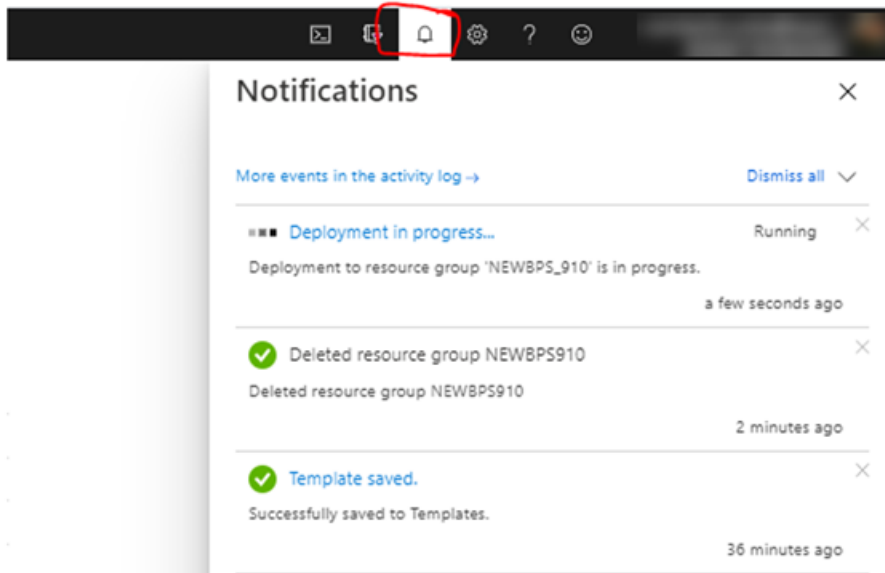 Notifications
More events in the activity log →
Dismiss all
Deployment in progress...
Running
Deployment to resource group 'NEWBPS_910' is in progress.
a few seconds ago
Deleted resource group NEWBPS910
Deleted resource group NEWBPS910
2 minutes ago
Template saved.
Successfully saved to Templates.
36 minutes ago